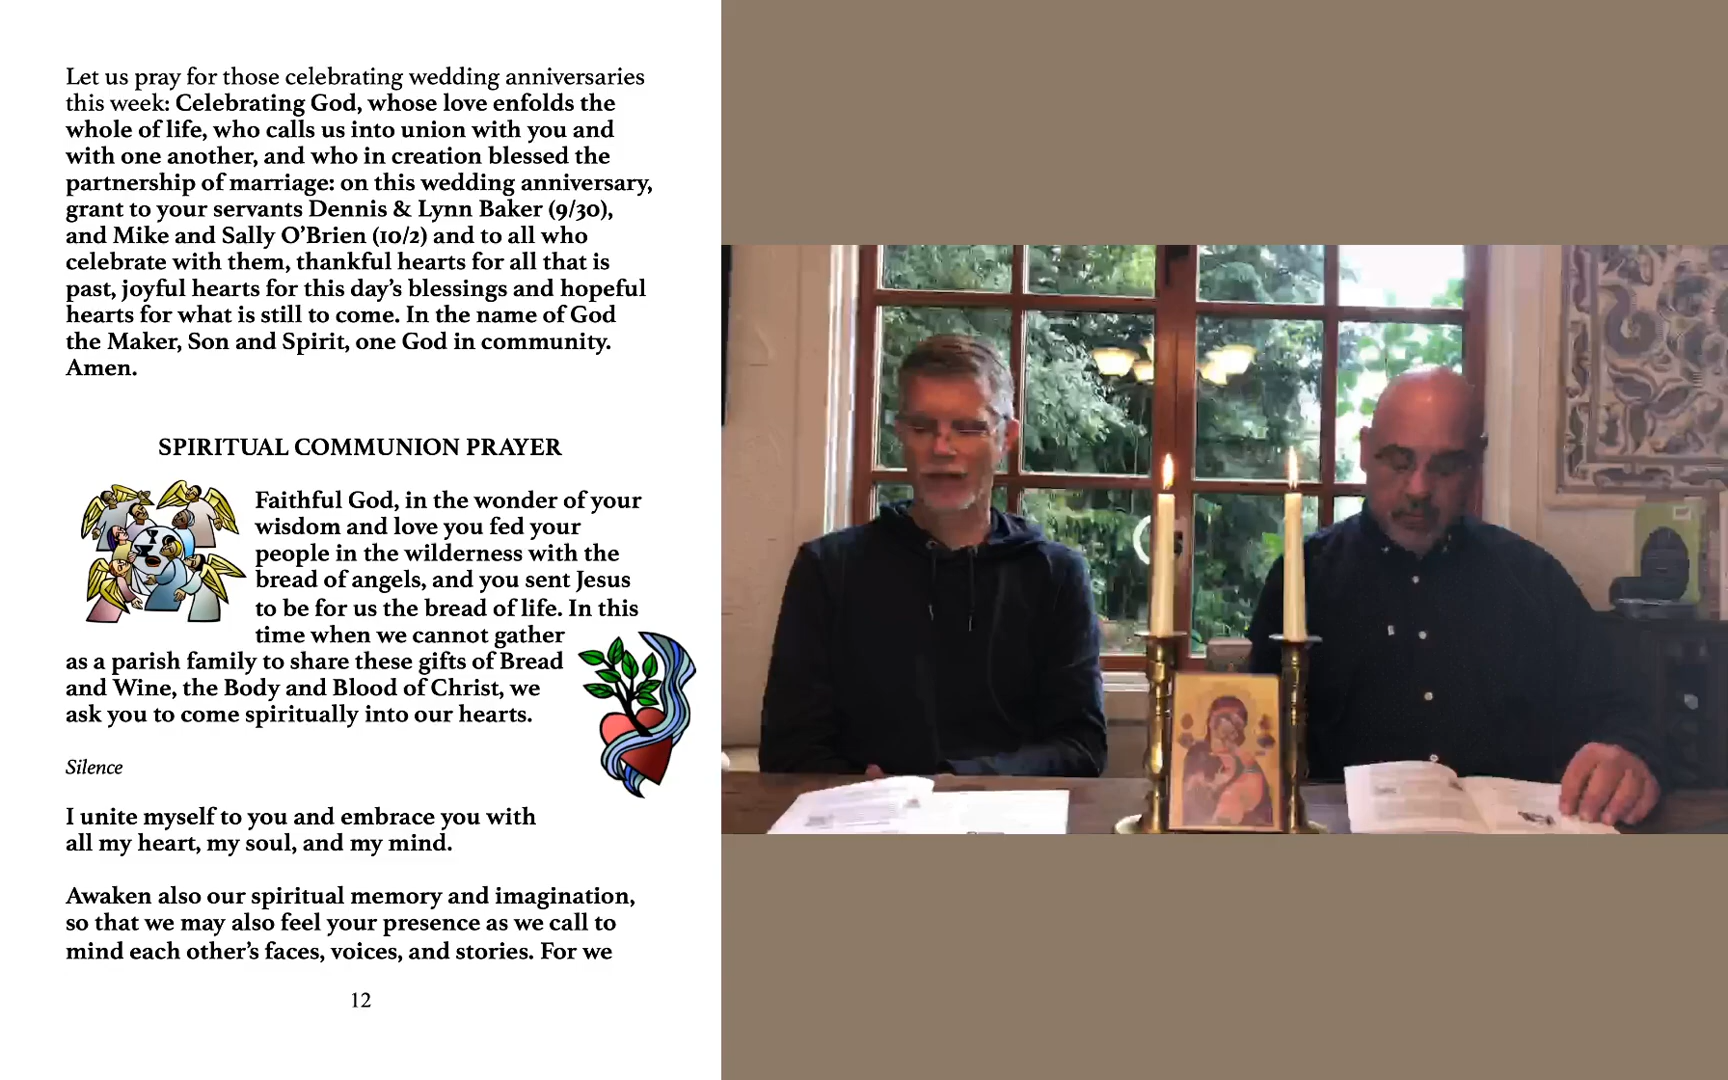 Let us pray for those celebrating wedding anniversaries
this week: Celebrating God, whose love enfolds the
whole of life, who calls us into union with you and
with one another, and who in creation blessed the
partnership of marriage: on this wedding anniversary,
grant to your servants Dennis & Lynn Baker (9/30),
and Mike and Sally O’Brien (10/2) and to all who
celebrate with them, thankful hearts for all that is
past, joyful hearts for this day’s blessings and hopeful
hearts for what is still to come. In the name of God
the Maker, Son and Spirit, one God in community.
Amen.
SPIRITUAL COMMUNION PRAYER
Faithful God, in the wonder of your
wisdom and love you fed your
people in the wilderness with the
bread of angels, and you sent Jesus
to be for us the bread of life. In this
time when we cannot gather
as a parish family to share these gifts of Bread
and Wine, the Body and Blood of Christ, we
ask you to come spiritually into our hearts.
Silence
I unite myself to you and embrace you with
all my heart, my soul, and my mind.
Awaken also our spiritual memory and imagination,
so that we may also feel your presence as we call to
mind each other’s faces, voices, and stories. For we
12